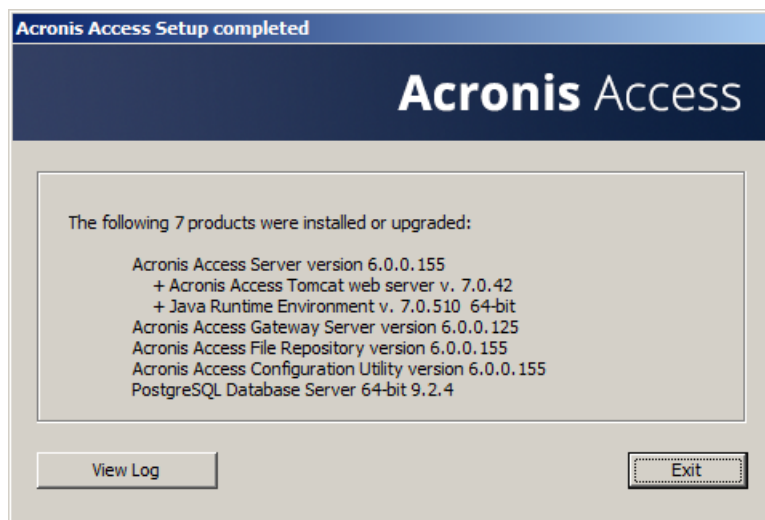 Acronis Access Setup completed
Acronis Access
The following 7 products were installed or upgraded:
Acronis Access Server version 6.0.0.155
+ Acronis Access Tomcat web server v. 7.0.42
+ Java Runtime Environment v. 7.0.510 64-bit
Acronis Access Gateway Server version 6.0.0.125
Acronis Access File Repository version 6.0.0.155
Acronis Access Configuration Utility version 6.0.0.155
PostgreSQL Database Server 64-bit 9.2.4
View Log
Exit